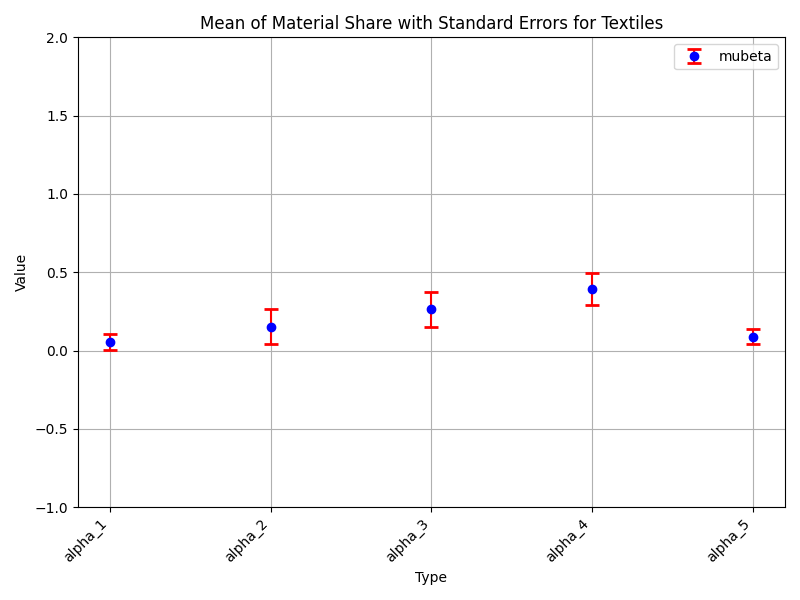 Mean of Material Share with Standard Errors for Textiles
mubeta
2.0
1.5
1.0
0.5
0.0
−0.5
−1.0
Value
alpha_1
alpha_2
alpha_3
alpha_4
alpha_5
Type